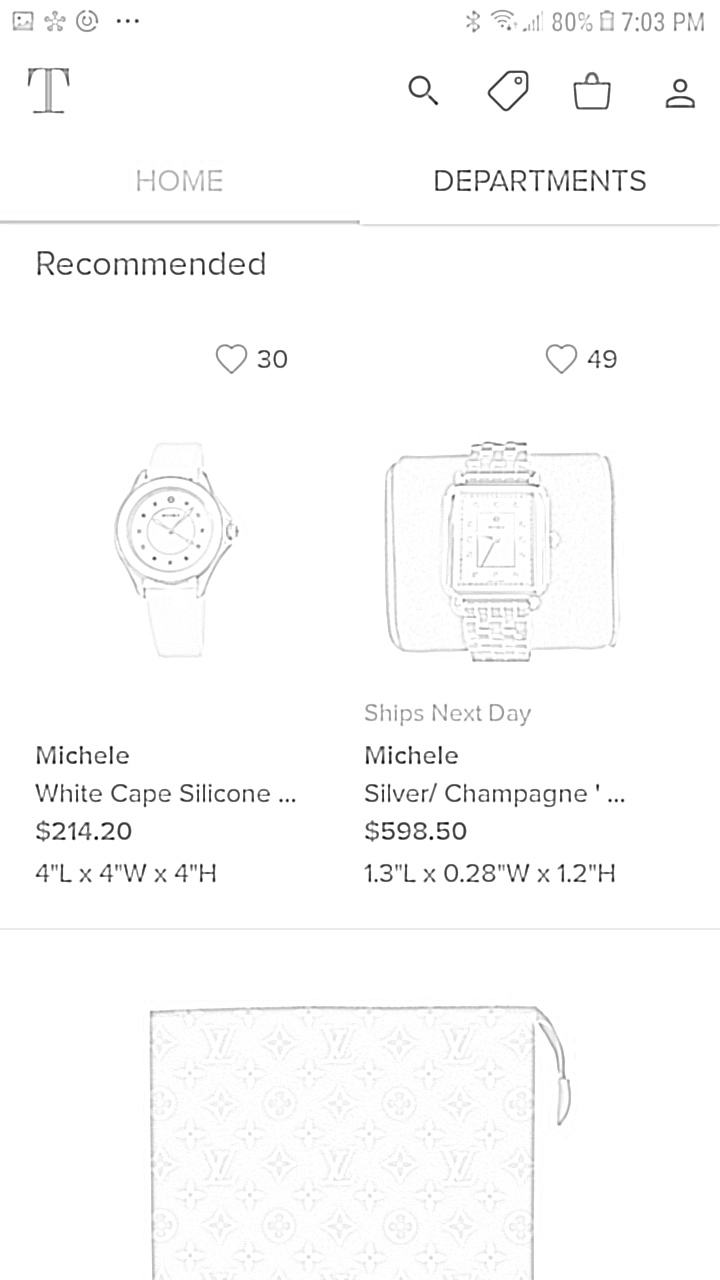 80% 7:03 PM
T
HOME DEPARTMENTS
Recommended
30 49
Ships Next Day
Michele Michele
White Cape Silicone ... Silver/ Champagne ' ...
$214.20 $598.50
4"L x 4"W x 4"H 1.3"L x 0.28"W x 1.2"H